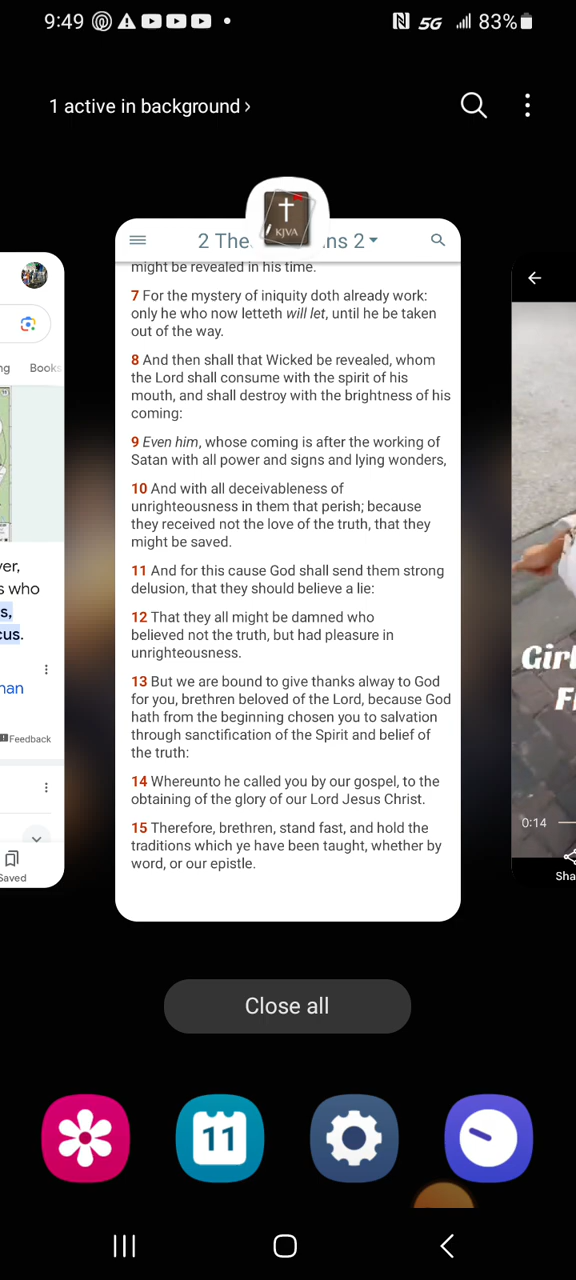 9:49
5G
83%
1 active in background >
KJVA
2 The
ns 2
might be revealed in his time.
7 For the mystery of iniquity doth already work:
only he who now letteth will let, until he be taken
out of the way.
8 And then shall that Wicked be revealed, whom
the Lord shall consume with the spirit of his
mouth, and shall destroy with the brightness of his
coming:
9 Even him, whose coming is after the working of
Satan with all power and signs and lying wonders,
10 And with all deceivableness of
unrighteousness in them that perish; because
they received not the love of the truth, that they
might be saved.
11 And for this cause God shall send them strong
delusion, that they should believe a lie:
12 That they all might be damned who
believed not the truth, but had pleasure in
unrighteousness.
13 But we are bound to give thanks alway to God
for you, brethren beloved of the Lord, because God
hath from the beginning chosen you to salvation
through sanctification of the Spirit and belief of
the truth:
14 Whereunto he called you by our gospel, to the
obtaining of the glory of our Lord Jesus Christ.
15 Therefore, brethren, stand fast, and hold the
traditions which ye have been taught, whether by
word, or our epistle.
ng Books
ver,
s who
s,
cus.
nan
Feedback
Saved
Girl
F
0:14
Sha
Close all
11